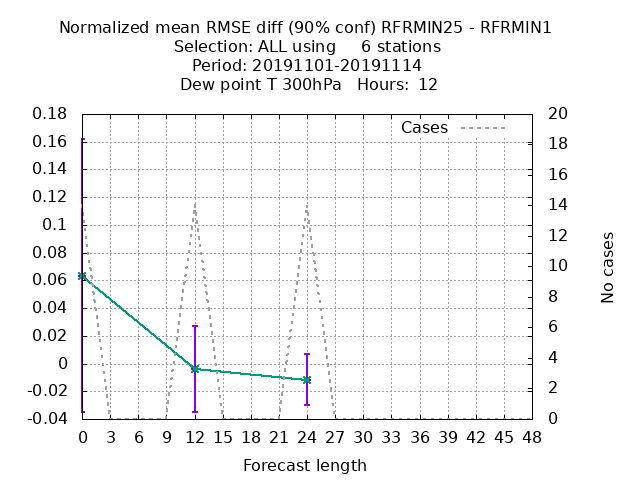 Normalized mean RMSE diff (90% conf) RFRMIN25 - RFRMIN1
Selection: ALL using     6 stations
Period: 20191101-20191114
Dew point T 300hPa   Hours:  12
Cases
0.18
0.16
0.14
0.12
0.1
0.08
0.06
0.04
0.02
0
-0.02
-0.04
20
18
16
14
12
10
8
6
4
2
0
No cases
0 3 6 9 12 15 18 21 24 27 30 33 36 39 42 45 48
Forecast length